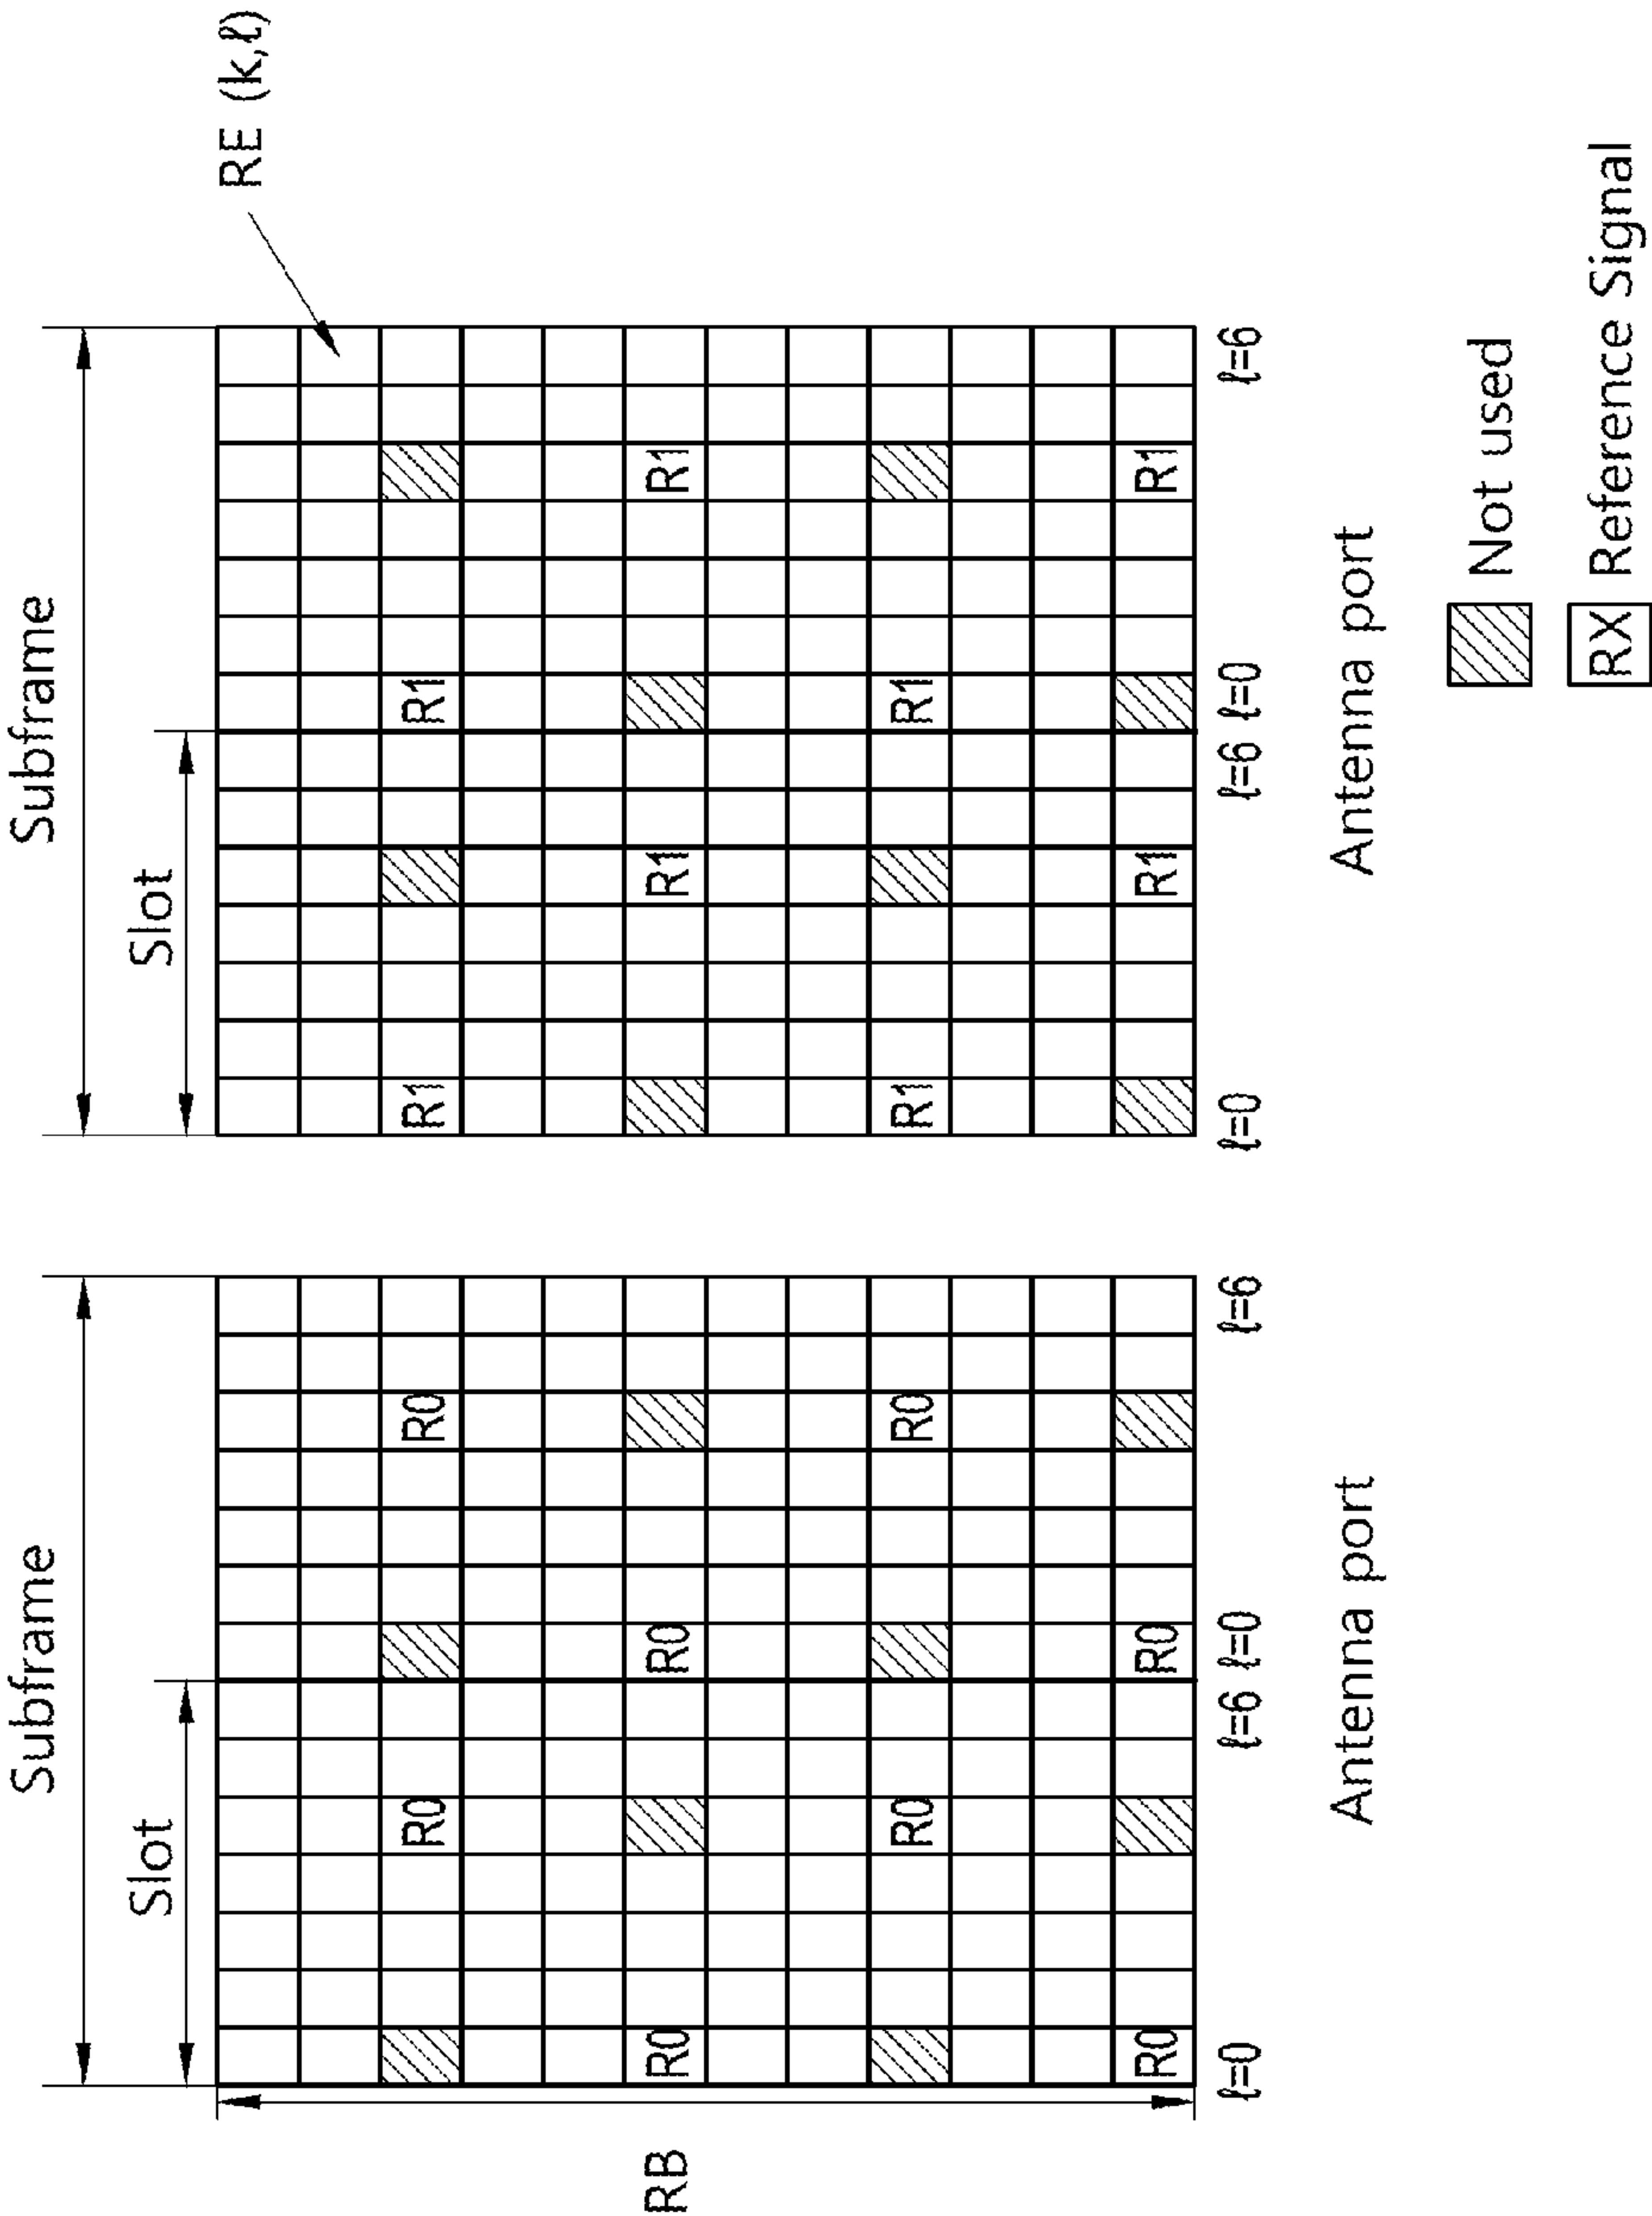 Subframe
Subframe
Slot
Slot
RE (k,ℓ)
RB
R0 R0 R1 R1
R1 R1
R0 R0
R0 R0 R1 R1
R1 R1
R0 R0
ℓ=0 ℓ=6 ℓ=0 ℓ=6
ℓ=0 ℓ=6 ℓ=0 ℓ=6
Antenna port
Antenna port
Not used
RX Reference Signal